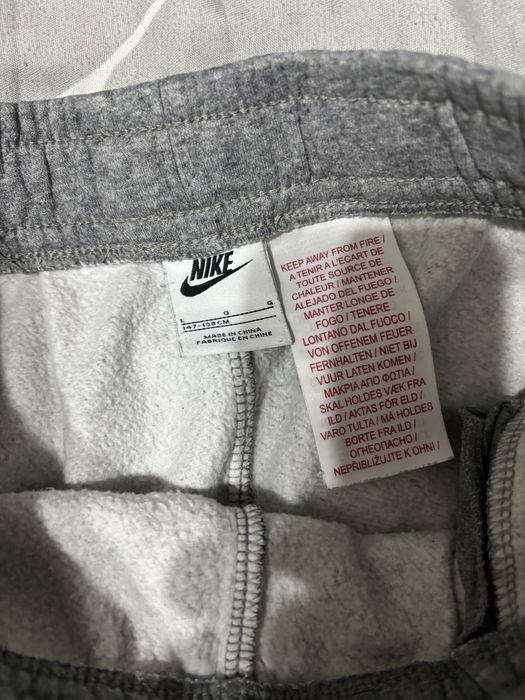 NIKE
L G G
147-158CM
MADE IN CHINA
FABRIQUE EN CHINE
KEEP AWAY FROM FIRE /
A TENIR A L'ECART DE
TOUTE SOURCE DE
CHALEUR / MANTENER
ALEJADO DEL FUEGO /
MANTER LONGE DE
FOGO / TENERE
LONTANO DAL FUOCO /
VON OFFENEM FEUER
FERNHALTEN / NIET BIJ
VUUR LATEN KOMEN /
ΜΑΚΡΙΑ ΑΠΟ ΦΩΤΙΑ /
SKAL HOLDES VÆK FRA
ILD / AKTAS FÖR ELD /
VARO TULTA / MÅ HOLDES
BORTE FRA ILD /
ОГНЕОПАСНО /
NEPŘIBLIŽUJTE K OHNI /